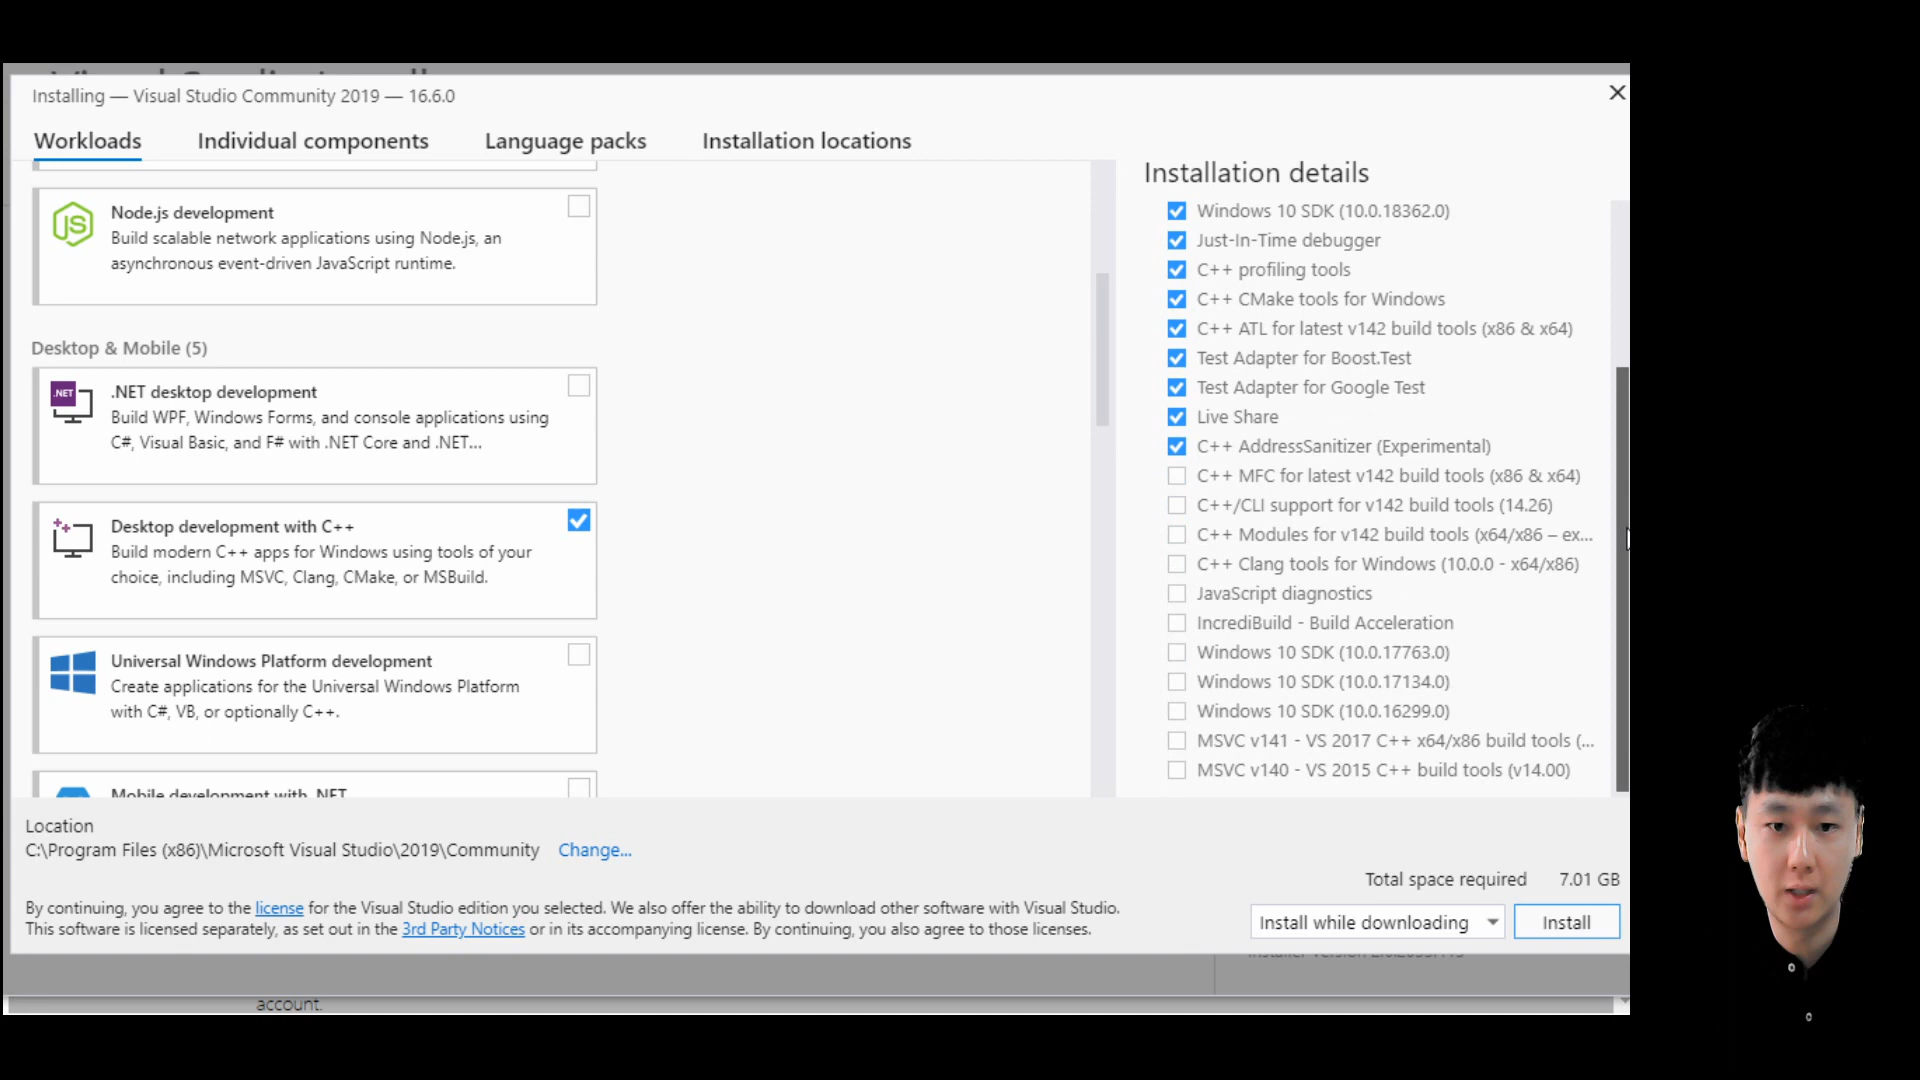 Installing — Visual Studio Community 2019 — 16.6.0
Workloads
Individual components
Language packs
Installation locations
Node.js development
Build scalable network applications using Node.js, an
asynchronous event-driven JavaScript runtime.
Desktop & Mobile (5)
.NET
.NET desktop development
Build WPF, Windows Forms, and console applications using
C#, Visual Basic, and F# with .NET Core and .NET...
Desktop development with C++
Build modern C++ apps for Windows using tools of your
choice, including MSVC, Clang, CMake, or MSBuild.
Universal Windows Platform development
Create applications for the Universal Windows Platform
with C#, VB, or optionally C++.
Mobile development with .NET
Installation details
Windows 10 SDK (10.0.18362.0)
Just-In-Time debugger
C++ profiling tools
C++ CMake tools for Windows
C++ ATL for latest v142 build tools (x86 & x64)
Test Adapter for Boost.Test
Test Adapter for Google Test
Live Share
C++ AddressSanitizer (Experimental)
C++ MFC for latest v142 build tools (x86 & x64)
C++/CLI support for v142 build tools (14.26)
C++ Modules for v142 build tools (x64/x86 – ex...
C++ Clang tools for Windows (10.0.0 - x64/x86)
JavaScript diagnostics
IncrediBuild - Build Acceleration
Windows 10 SDK (10.0.17763.0)
Windows 10 SDK (10.0.17134.0)
Windows 10 SDK (10.0.16299.0)
MSVC v141 - VS 2017 C++ x64/x86 build tools (...
MSVC v140 - VS 2015 C++ build tools (v14.00)
Location
C:\Program Files (x86)\Microsoft Visual Studio\2019\Community
Change...
Total space required 7.01 GB
By continuing, you agree to the license for the Visual Studio edition you selected. We also offer the ability to download other software with Visual Studio.
This software is licensed separately, as set out in the 3rd Party Notices or in its accompanying license. By continuing, you also agree to those licenses.
Install while downloading
Install
account.